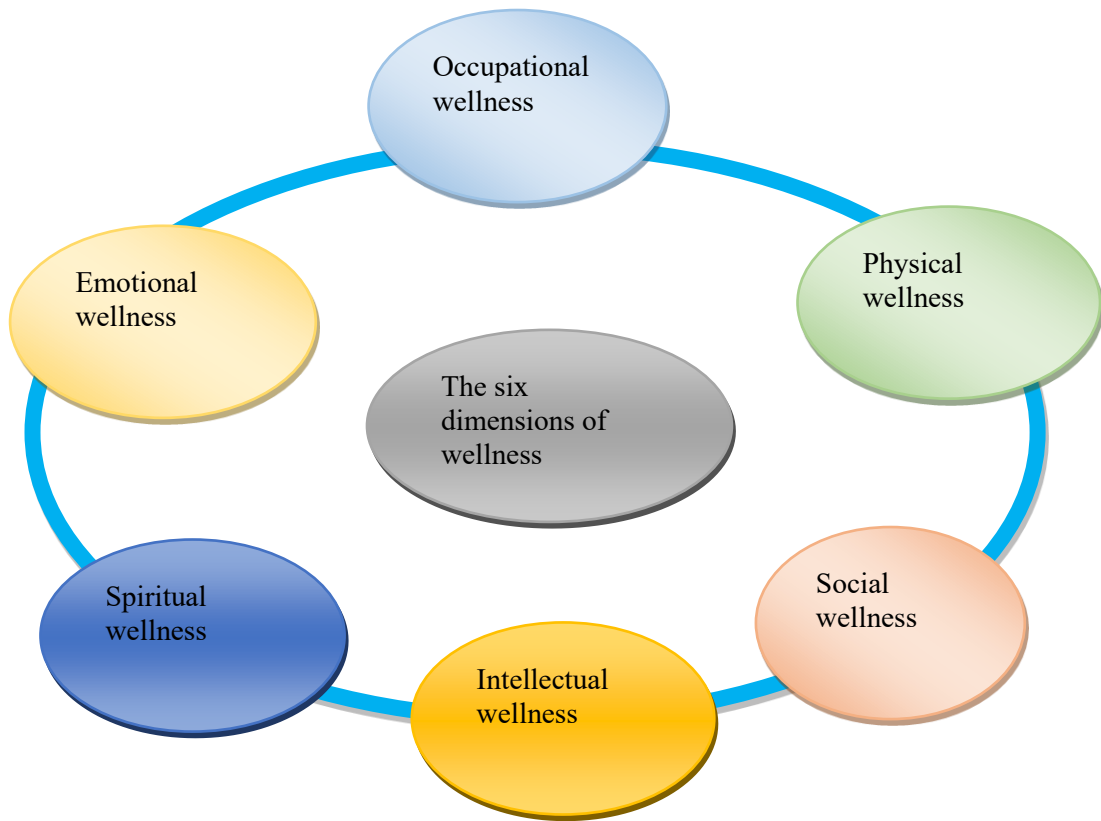 Occupational
wellness
Physical
wellness
Emotional
wellness
The six
dimensions of
wellness
Social
wellness
Spiritual
wellness
Intellectual
wellness